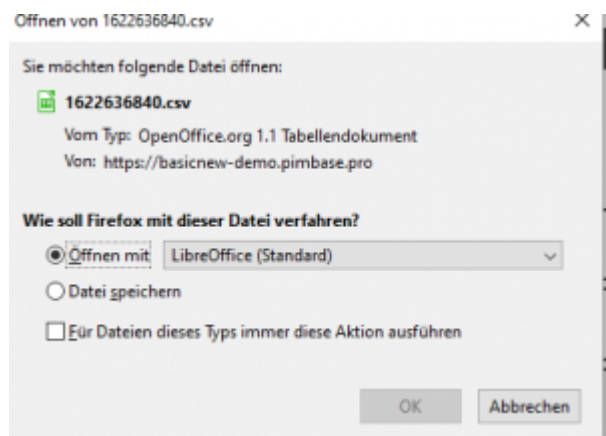 Öffnen von 1622636840.csv
Sie möchten folgende Datei öffnen:
1622636840.csv
Vom Typ: OpenOffice.org 1.1 Tabellendokument
Von: https://basicnew-demo.pimbase.pro
Wie soll Firefox mit dieser Datei verfahren?
Öffnen mit LibreOffice (Standard)
Datei speichern
Für Dateien dieses Typs immer diese Aktion ausführen
OK Abbrechen